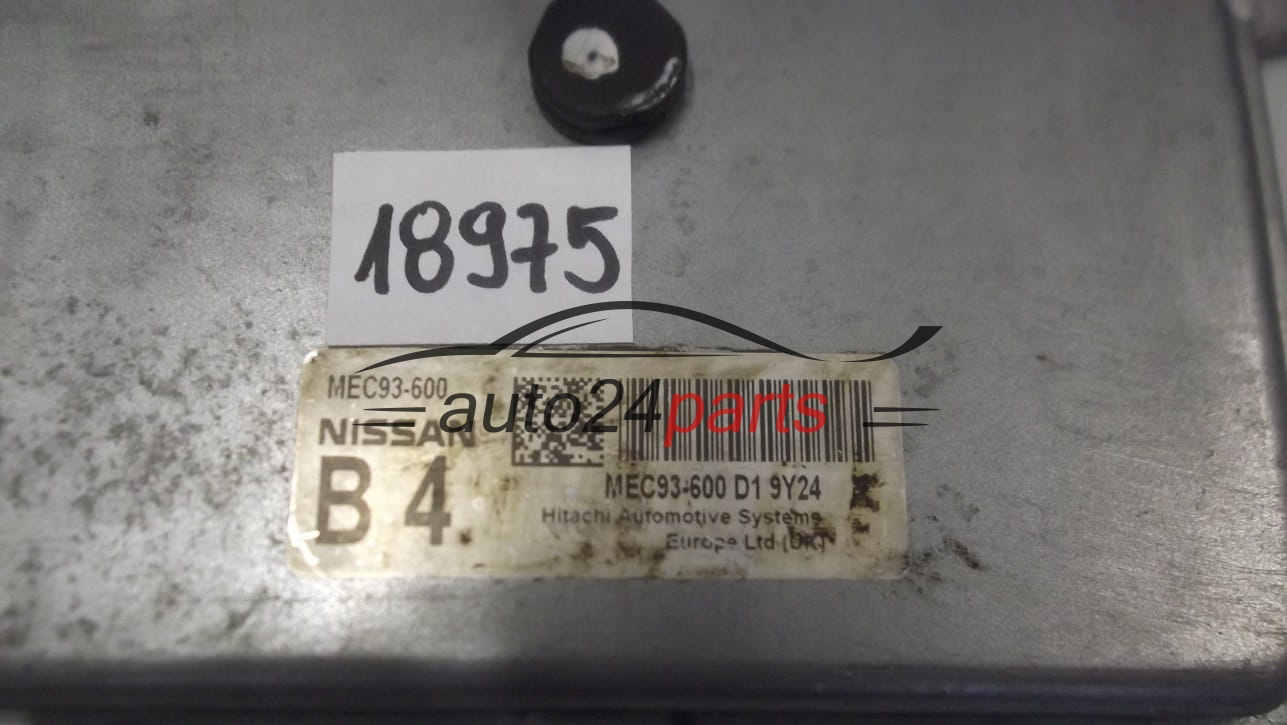 18975
MEC93-600
NISSAN
B 4
auto24parts
MEC93-600 D1 9Y24
Hitachi Automotive Systems
Europe Ltd (UK)